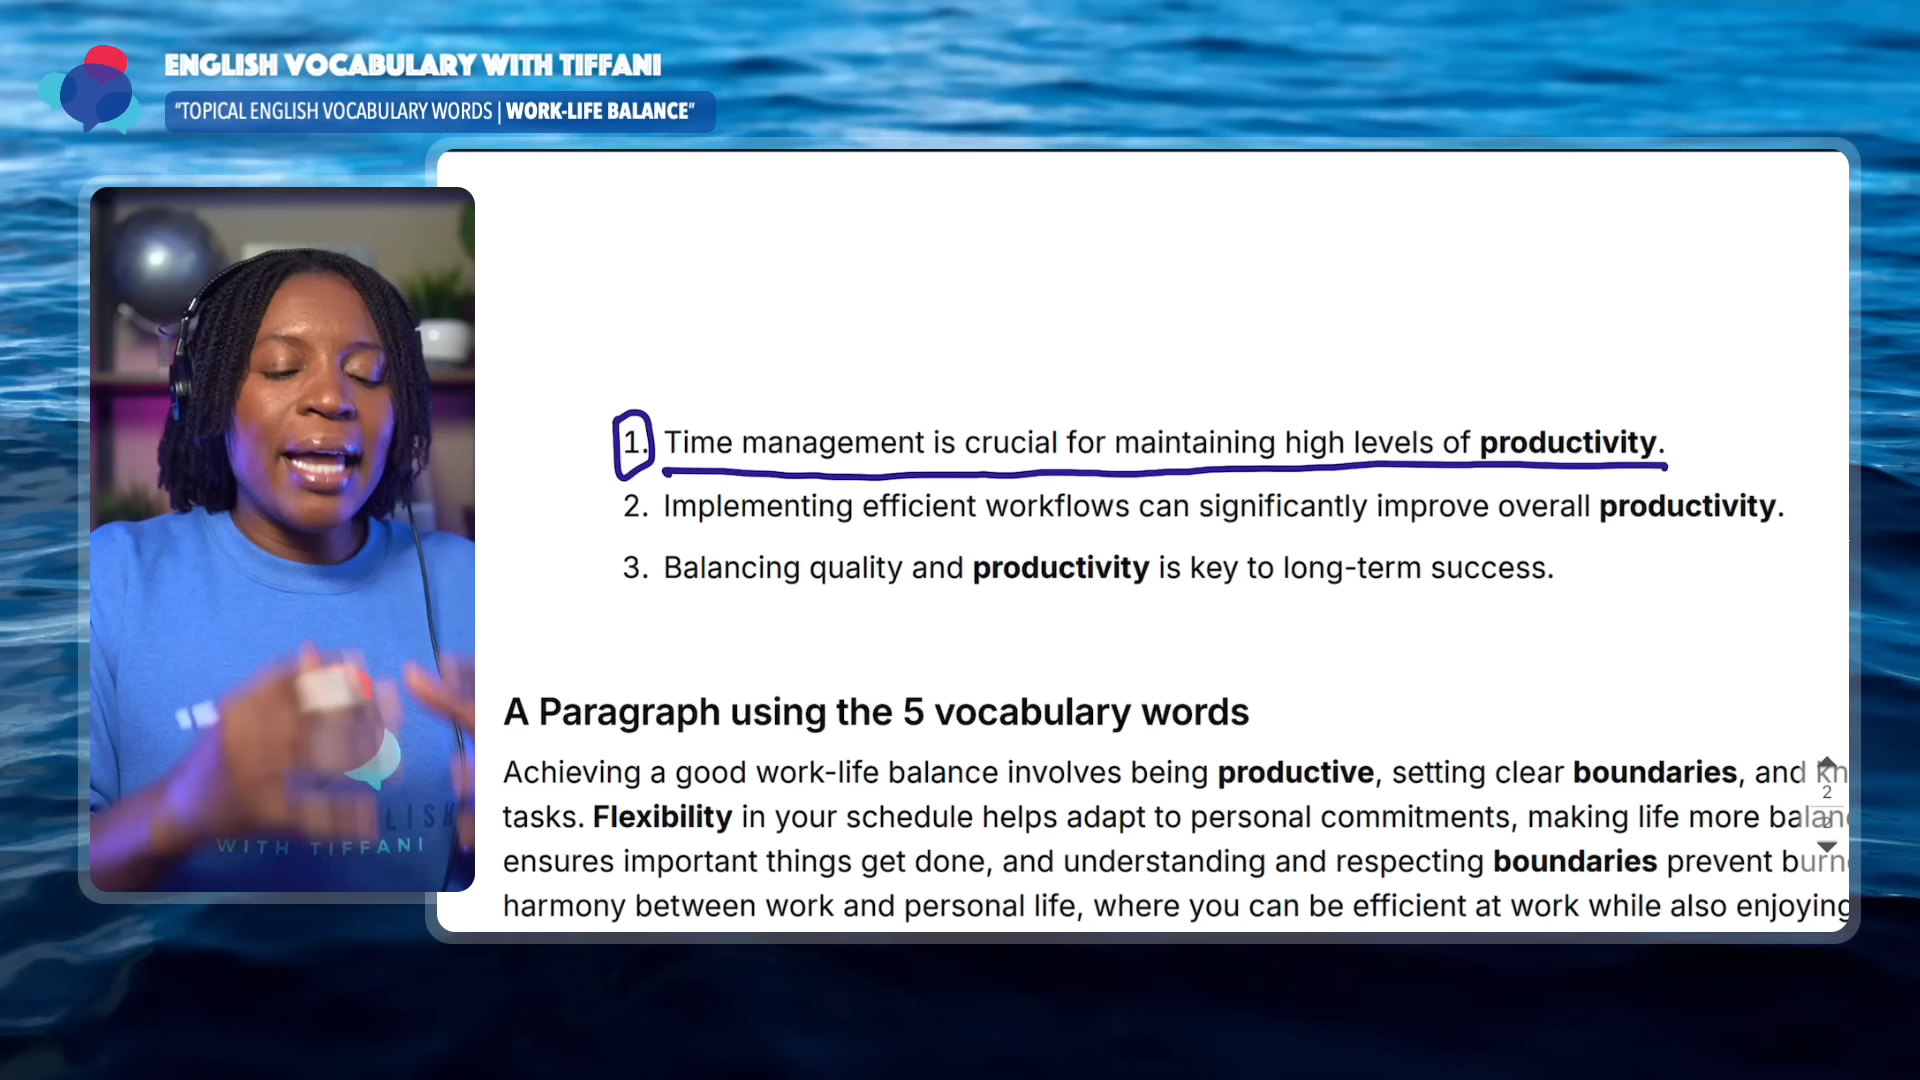 ENGLISH VOCABULARY WITH TIFFANI
"TOPICAL ENGLISH VOCABULARY WORDS | WORK-LIFE BALANCE"
1. Time management is crucial for maintaining high levels of productivity.
2. Implementing efficient workflows can significantly improve overall productivity.
3. Balancing quality and productivity is key to long-term success.
A Paragraph using the 5 vocabulary words
Achieving a good work-life balance involves being productive, setting clear boundaries, and
tasks. Flexibility in your schedule helps adapt to personal commitments, making life more
ensures important things get done, and understanding and respecting boundaries prevent
harmony between work and personal life, where you can be efficient at work while also enjoying
2
2
WITH TIFFANI